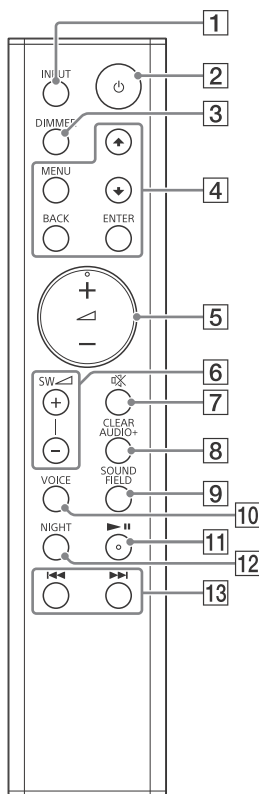 1
INPUT
2
DIMMER
3
MENU
4
BACK ENTER
+
5
−
SW
6
+
7
−
CLEAR
AUDIO+
8
SOUND
FIELD
VOICE
9
10
NIGHT
11
12
13